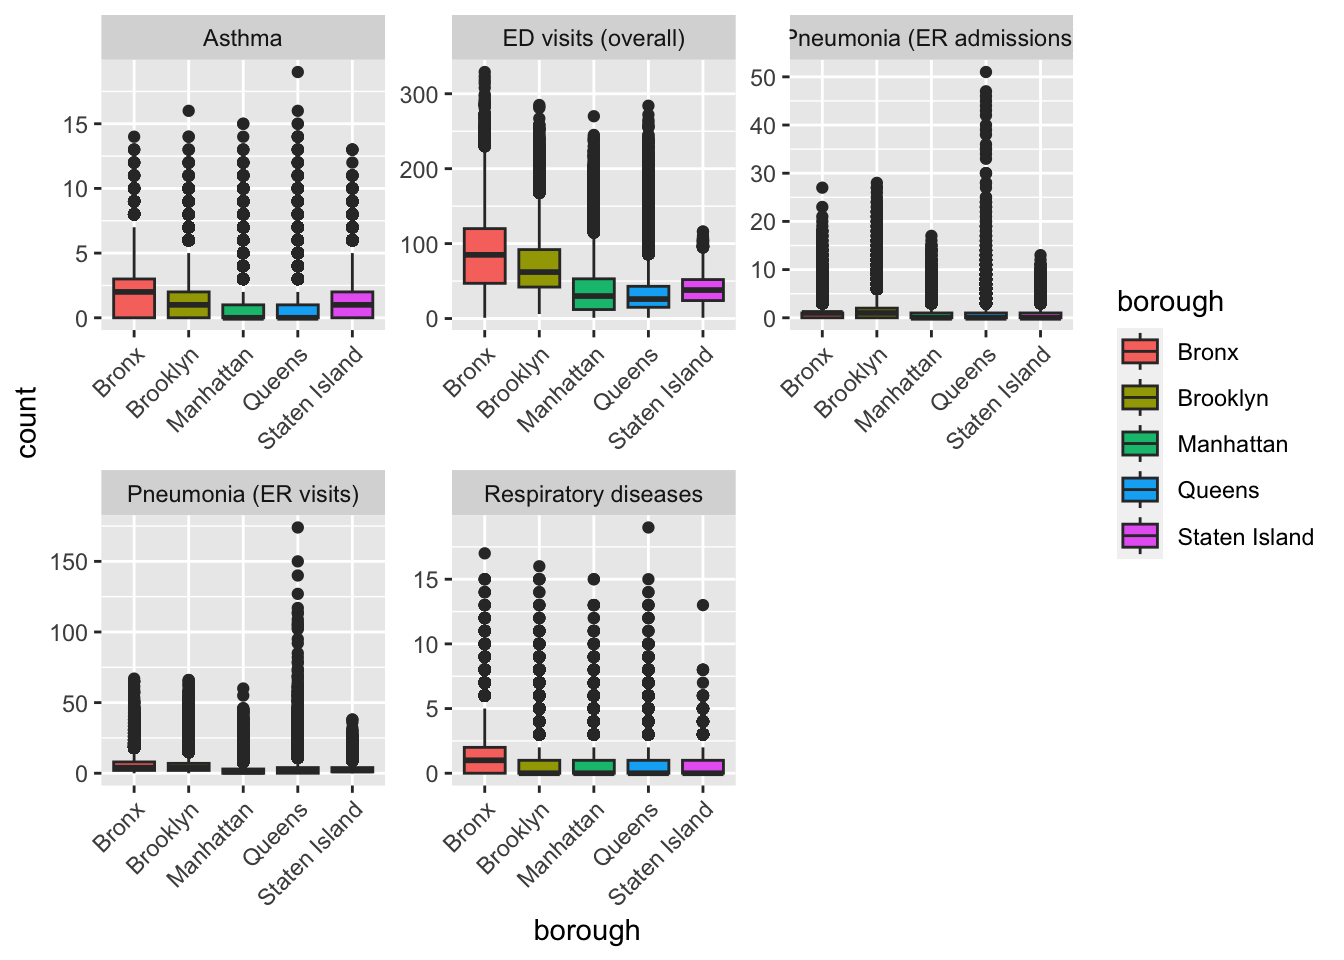 Asthma
ED visits (overall)
Pneumonia (ER admissions
15
10
5
0
300
200
100
0
50
40
30
20
10
0
Bronx
Brooklyn
Manhattan
Queens
Staten Island
Bronx
Brooklyn
Manhattan
Queens
Staten Island
Bronx
Brooklyn
Manhattan
Queens
Staten Island
count
borough
Bronx
Brooklyn
Manhattan
Queens
Staten Island
Pneumonia (ER visits)
Respiratory diseases
150
100
50
0
15
10
5
0
Bronx
Brooklyn
Manhattan
Queens
Staten Island
Bronx
Brooklyn
Manhattan
Queens
Staten Island
borough